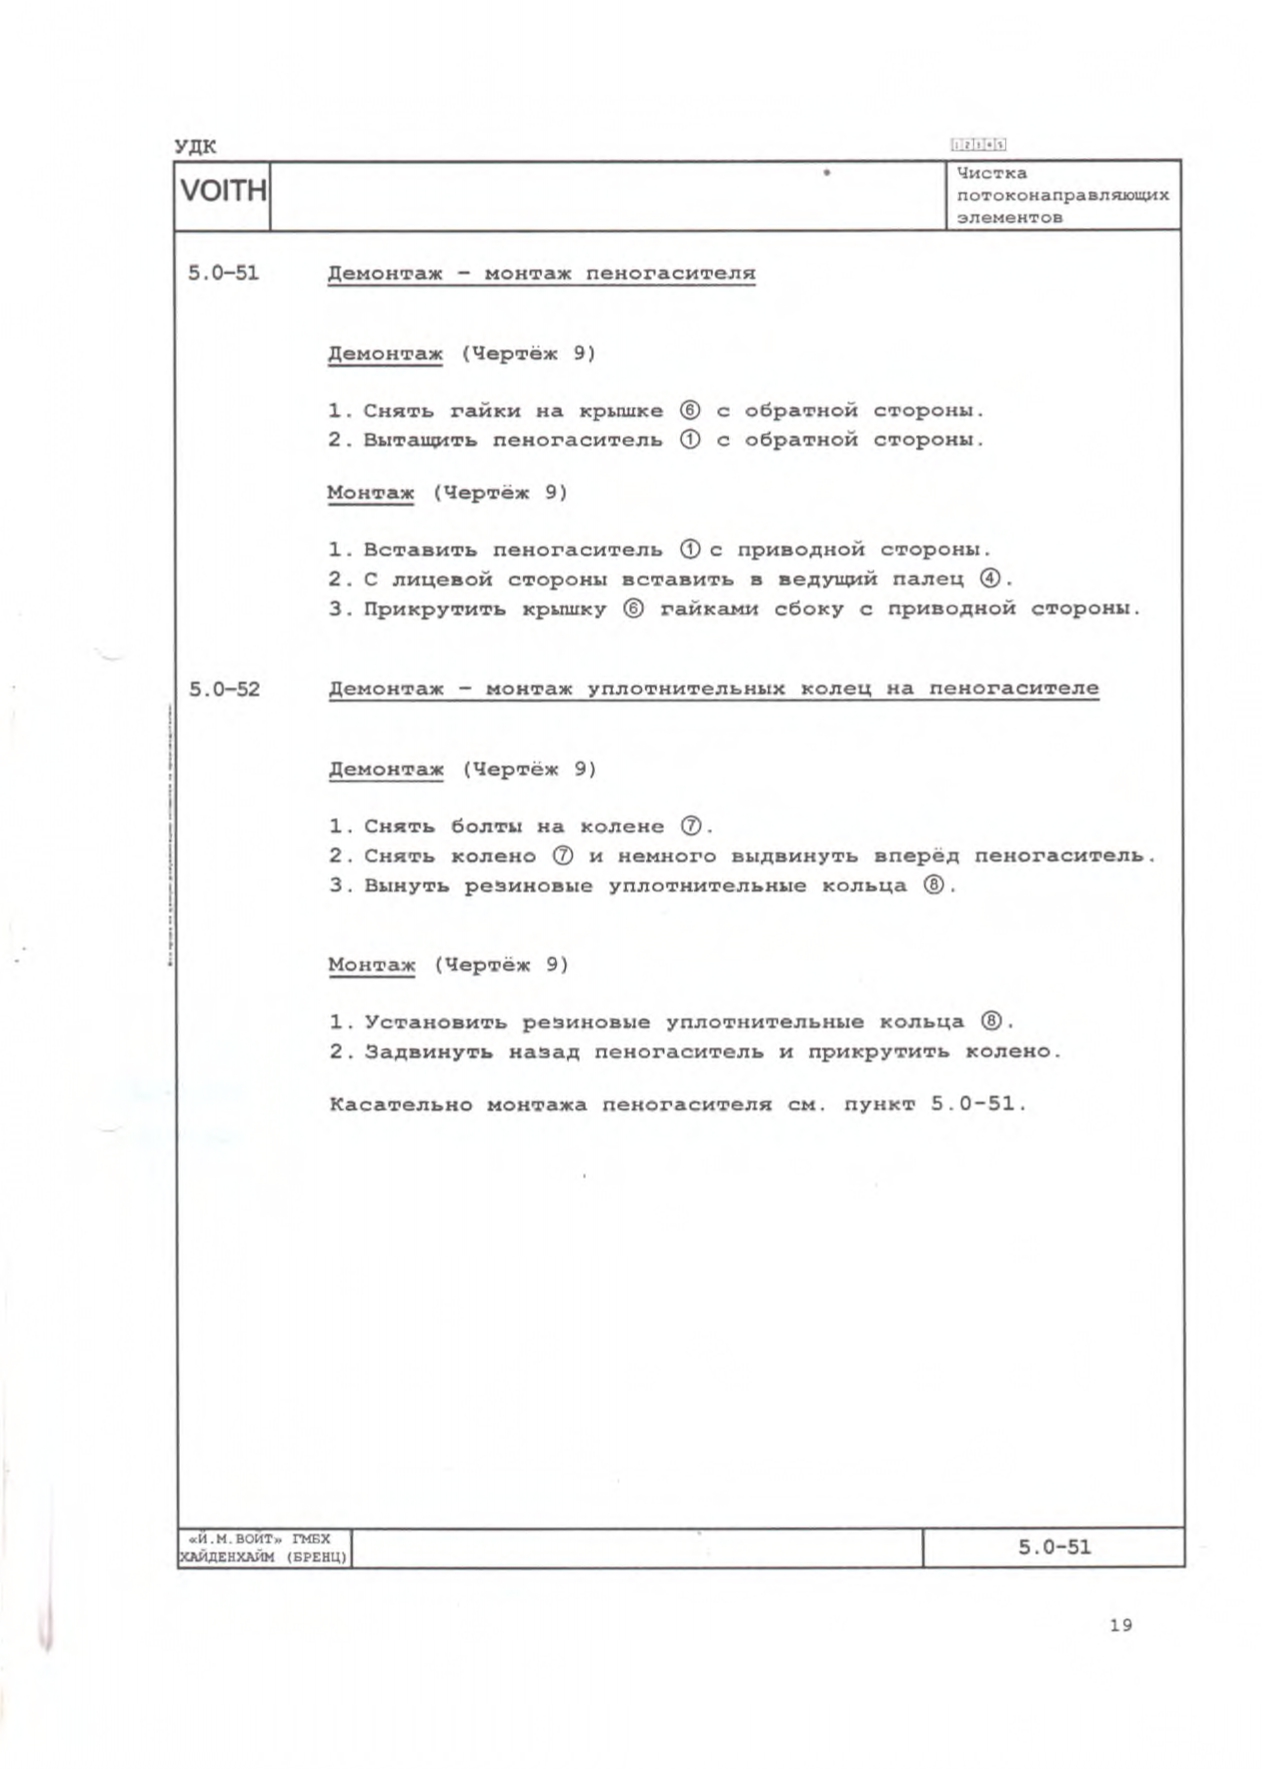 УДК
1 2 3 4 5
VOITH
Чистка
потоконаправляющих
элементов
5.0-51 Демонтаж - монтаж пеногасителя
Демонтаж (Чертёж 9)
1. Снять гайки на крышке ⑥ с обратной стороны.
2. Вытащить пеногаситель ① с обратной стороны.
Монтаж (Чертёж 9)
1. Вставить пеногаситель ① с приводной стороны.
2. С лицевой стороны вставить в ведущий палец ④.
3. Прикрутить крышку ⑥ гайками сбоку с приводной стороны.
5.0-52 Демонтаж - монтаж уплотнительных колец на пеногасителе
Демонтаж (Чертёж 9)
1. Снять болты на колене ⑦.
2. Снять колено ⑦ и немного выдвинуть вперёд пеногаситель.
3. Вынуть резиновые уплотнительные кольца ⑧.
Монтаж (Чертёж 9)
1. Установить резиновые уплотнительные кольца ⑧.
2. Задвинуть назад пеногаситель и прикрутить колено.
Касательно монтажа пеногасителя см. пункт 5.0-51.
«Й.М.ВОЙТ» ГМБХ
ХАЙДЕНХАЙМ (БРЕНЦ)
5.0-51
19